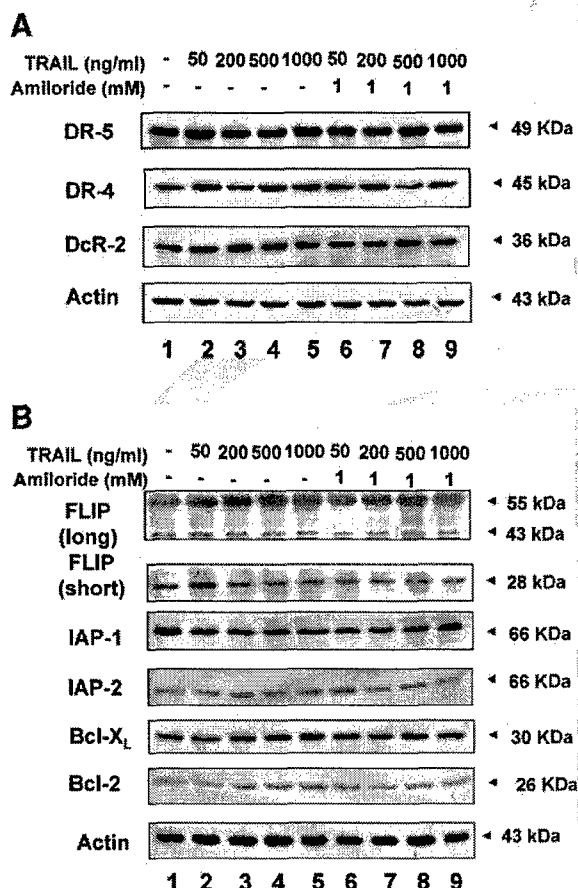 A
TRAIL (ng/ml) - 50 200 500 1000 50 200 500 1000
Amiloride (mM) - - - - - 1 1 1 1
DR-5 49 KDa
DR-4 45 kDa
DcR-2 36 kDa
Actin 43 kDa
1 2 3 4 5 6 7 8 9
B
TRAIL (ng/ml) - 50 200 500 1000 50 200 500 1000
Amiloride (mM) - - - - - 1 1 1 1
FLIP (long) 55 kDa
43 kDa
FLIP (short) 28 kDa
IAP-1 66 KDa
IAP-2 66 KDa
Bcl-XL 30 KDa
Bcl-2 26 KDa
Actin 43 kDa
1 2 3 4 5 6 7 8 9